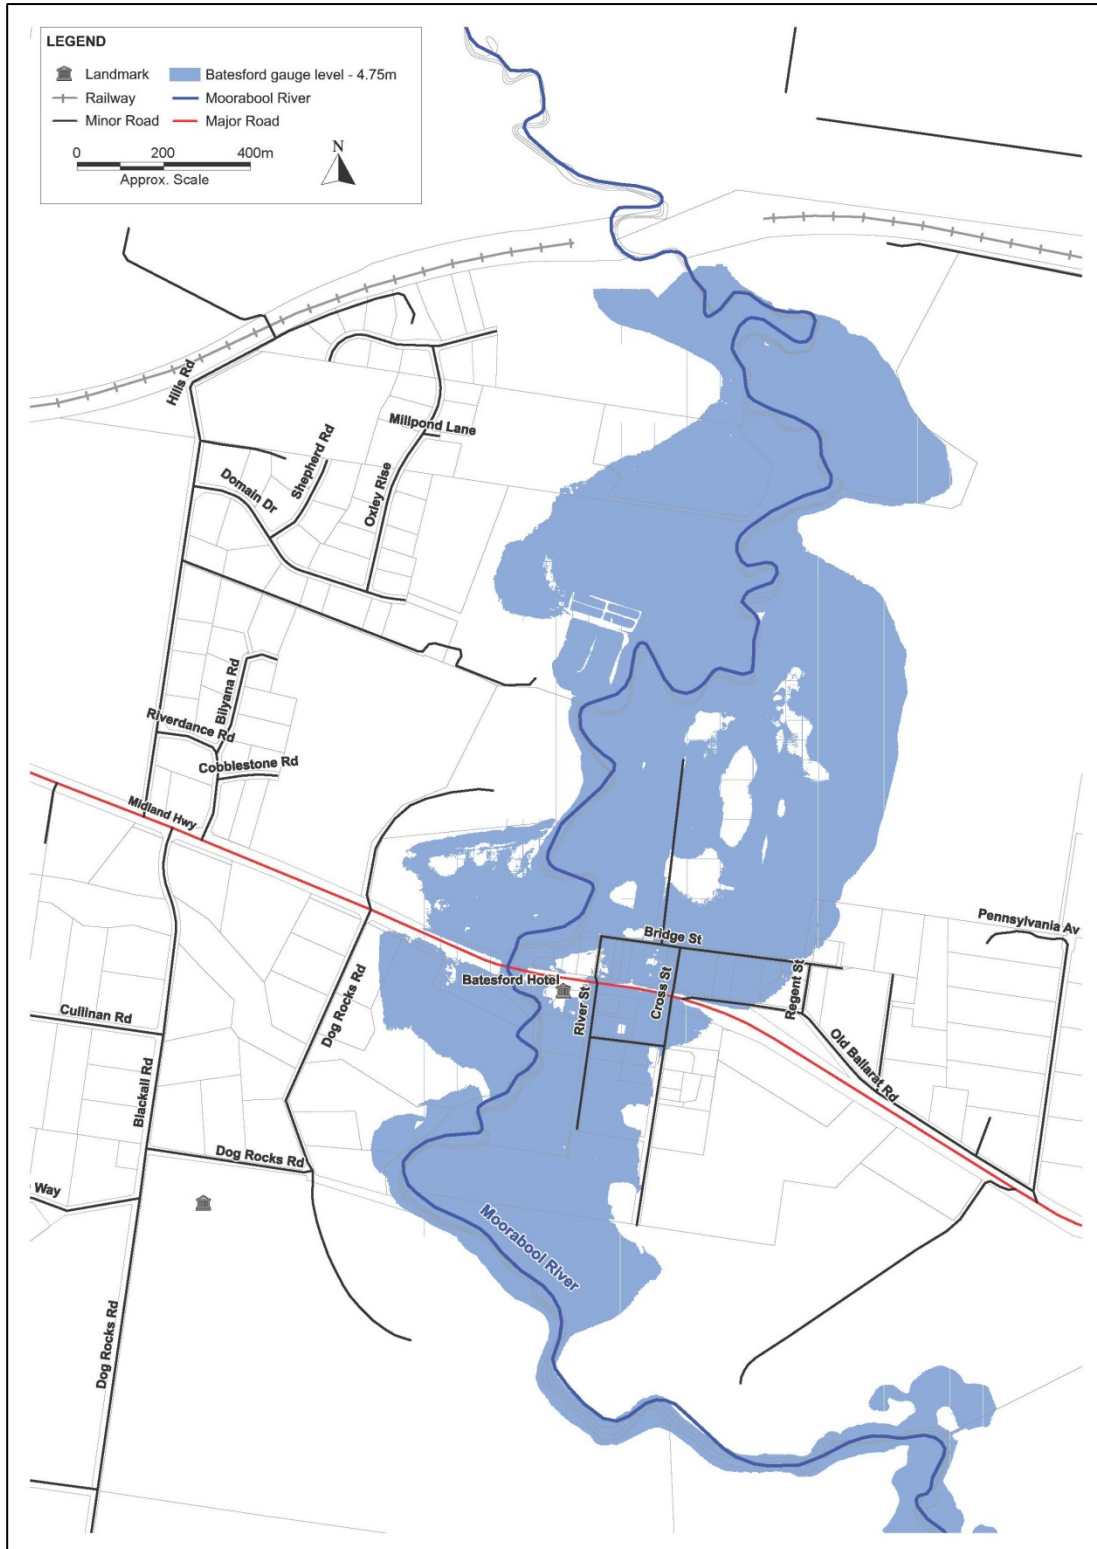 LEGEND
Landmark
Batesford gauge level - 4.75m
Railway
Moorabool River
Minor Road
Major Road
0 200 400m
Approx. Scale
N
Hills Rd
Millpond Lane
Shepherd Rd
Domain Dr
Oxley Rise
Bilyana Rd
Riverdance Rd
Cobblestone Rd
Midland Hwy
Pennsylvania Av
Bridge St
Batesford Hotel
River St
Cross St
Regent St
Dog Rocks Rd
Cullinan Rd
Old Ballarat Rd
Blackall Rd
Dog Rocks Rd
Way
Moorabool River
Dog Rocks Rd